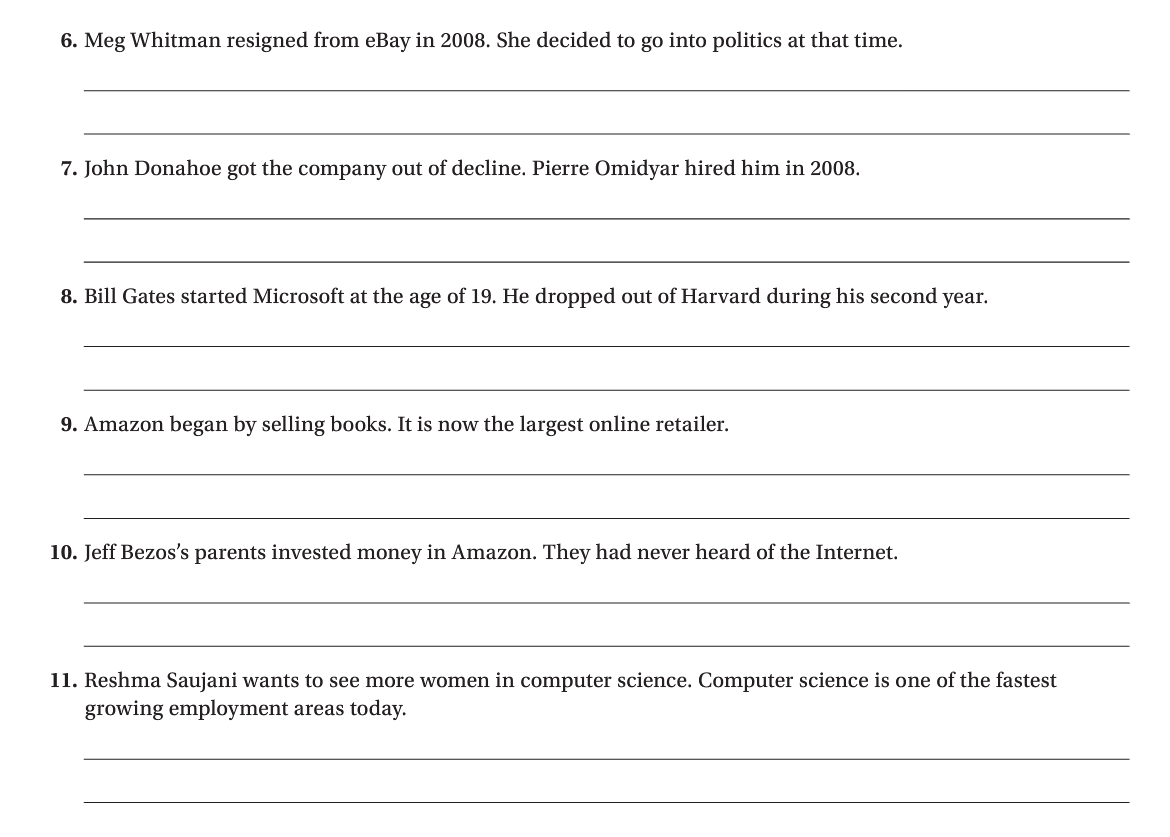 6. Meg Whitman resigned from eBay in 2008. She decided to go into politics at that time.
7. John Donahoe got the company out of decline. Pierre Omidyar hired him in 2008.
8. Bill Gates started Microsoft at the age of 19. He dropped out of Harvard during his second year.
9. Amazon began by selling books. It is now the largest online retailer.
10. Jeff Bezos’s parents invested money in Amazon. They had never heard of the Internet.
11. Reshma Saujani wants to see more women in computer science. Computer science is one of the fastest
growing employment areas today.